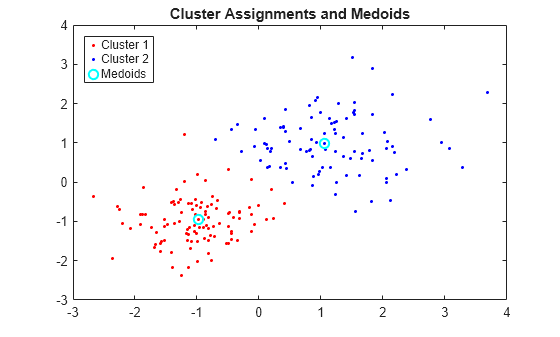 Cluster Assignments and Medoids
Cluster 1
Cluster 2
Medoids
4
3
2
1
0
-1
-2
-3
-3 -2 -1 0 1 2 3 4